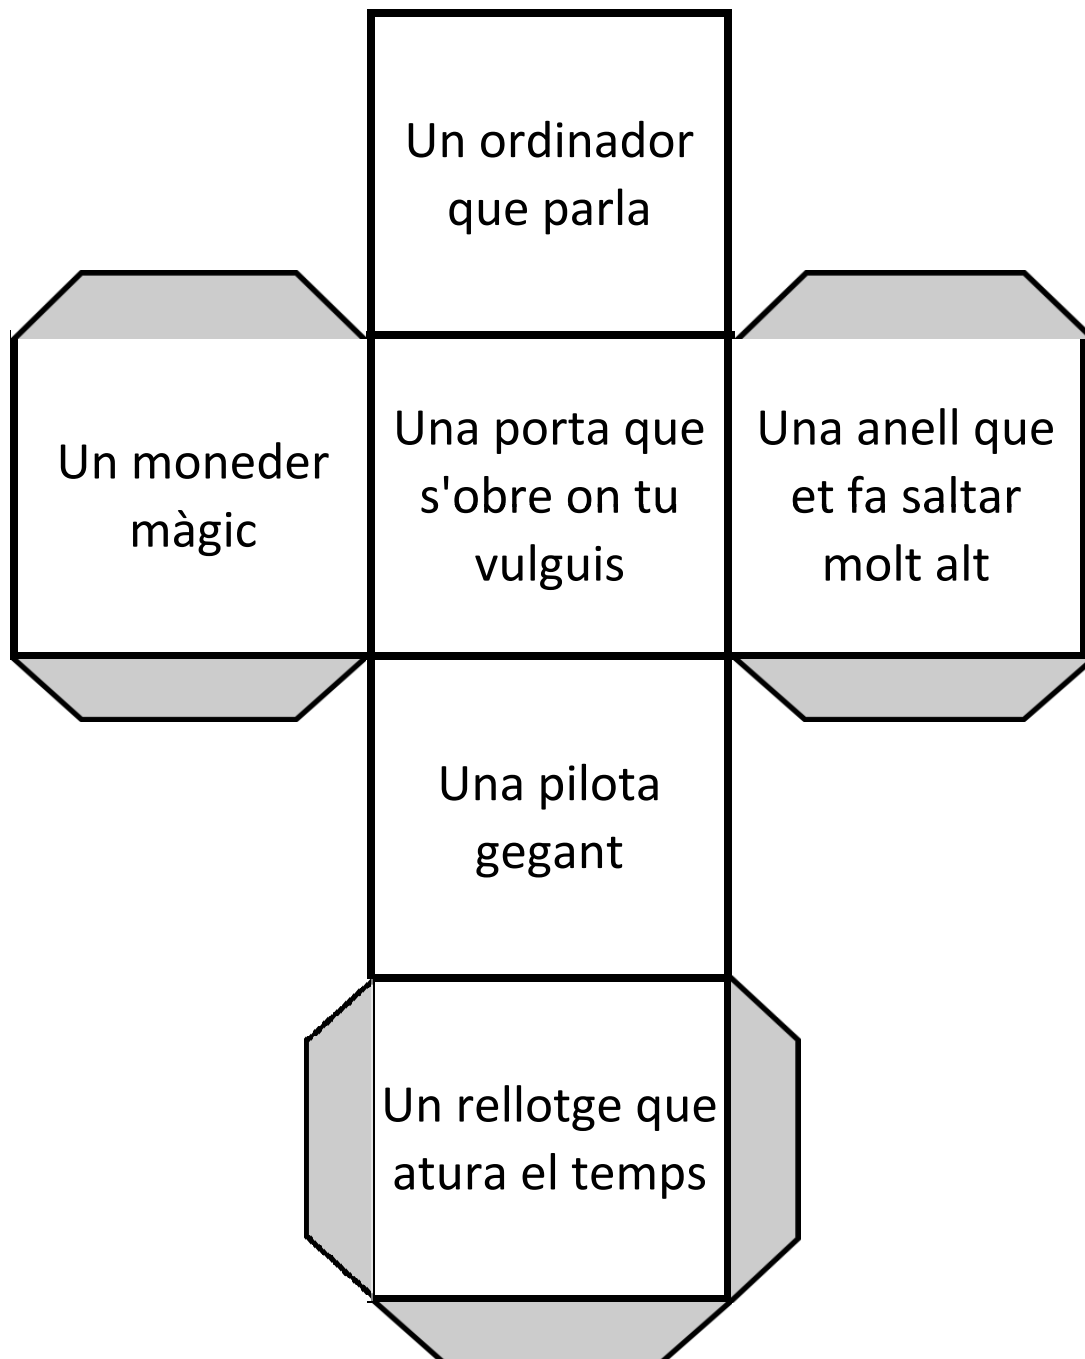 Un ordinador
que parla
Un moneder
màgic
Una porta que
s'obre on tu
vulguis
Una anell que
et fa saltar
molt alt
Una pilota
gegant
Un rellotge que
atura el temps